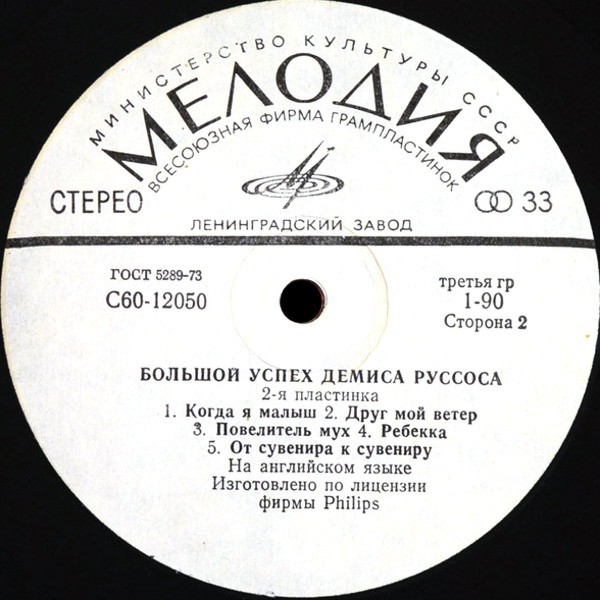 МИНИСТЕРСТВО КУЛЬТУРЫ СССР
МЕЛОДИЯ
ВСЕСОЮЗНАЯ ФИРМА ГРАМПЛАСТИНОК
СТЕРЕО
33
ЛЕНИНГРАДСКИЙ ЗАВОД
ГОСТ 5289-73
С60-12050
третья гр
1-90
Сторона 2
БОЛЬШОЙ УСПЕХ ДЕМИСА РУССОСА
2-я пластинка
1. Когда я малыш 2. Друг мой ветер
3. Повелитель мух 4. Ребекка
5. От сувенира к сувениру
На английском языке
Изготовлено по лицензии
фирмы Philips